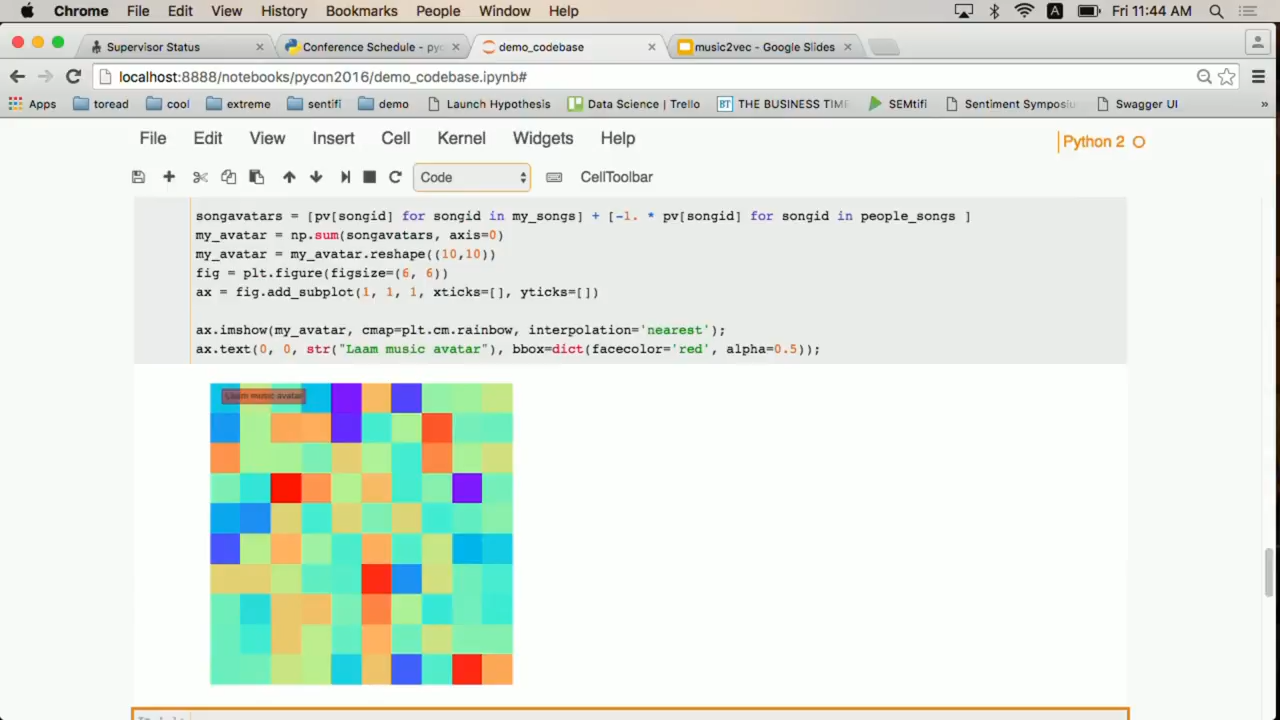 Chrome File Edit View History Bookmarks People Window Help A Fri 11:44 AM
Supervisor Status × Conference Schedule - pyc × demo_codebase × music2vec - Google Slides ×
localhost:8888/notebooks/pycon2016/demo_codebase.ipynb#
Apps toread cool extreme sentifi demo Launch Hypothesis Data Science | Trello BT THE BUSINESS TIME SEMtifi Sentiment Symposiu Swagger UI »
File Edit View Insert Cell Kernel Widgets Help Python 2
Code CellToolbar
songavatars = [pv[songid] for songid in my_songs] + [-1. * pv[songid] for songid in people_songs ]
my_avatar = np.sum(songavatars, axis=0)
my_avatar = my_avatar.reshape((10,10))
fig = plt.figure(figsize=(6, 6))
ax = fig.add_subplot(1, 1, 1, xticks=[], yticks=[])
ax.imshow(my_avatar, cmap=plt.cm.rainbow, interpolation='nearest');
ax.text(0, 0, str("Laam music avatar"), bbox=dict(facecolor='red', alpha=0.5));
Laam music avatar